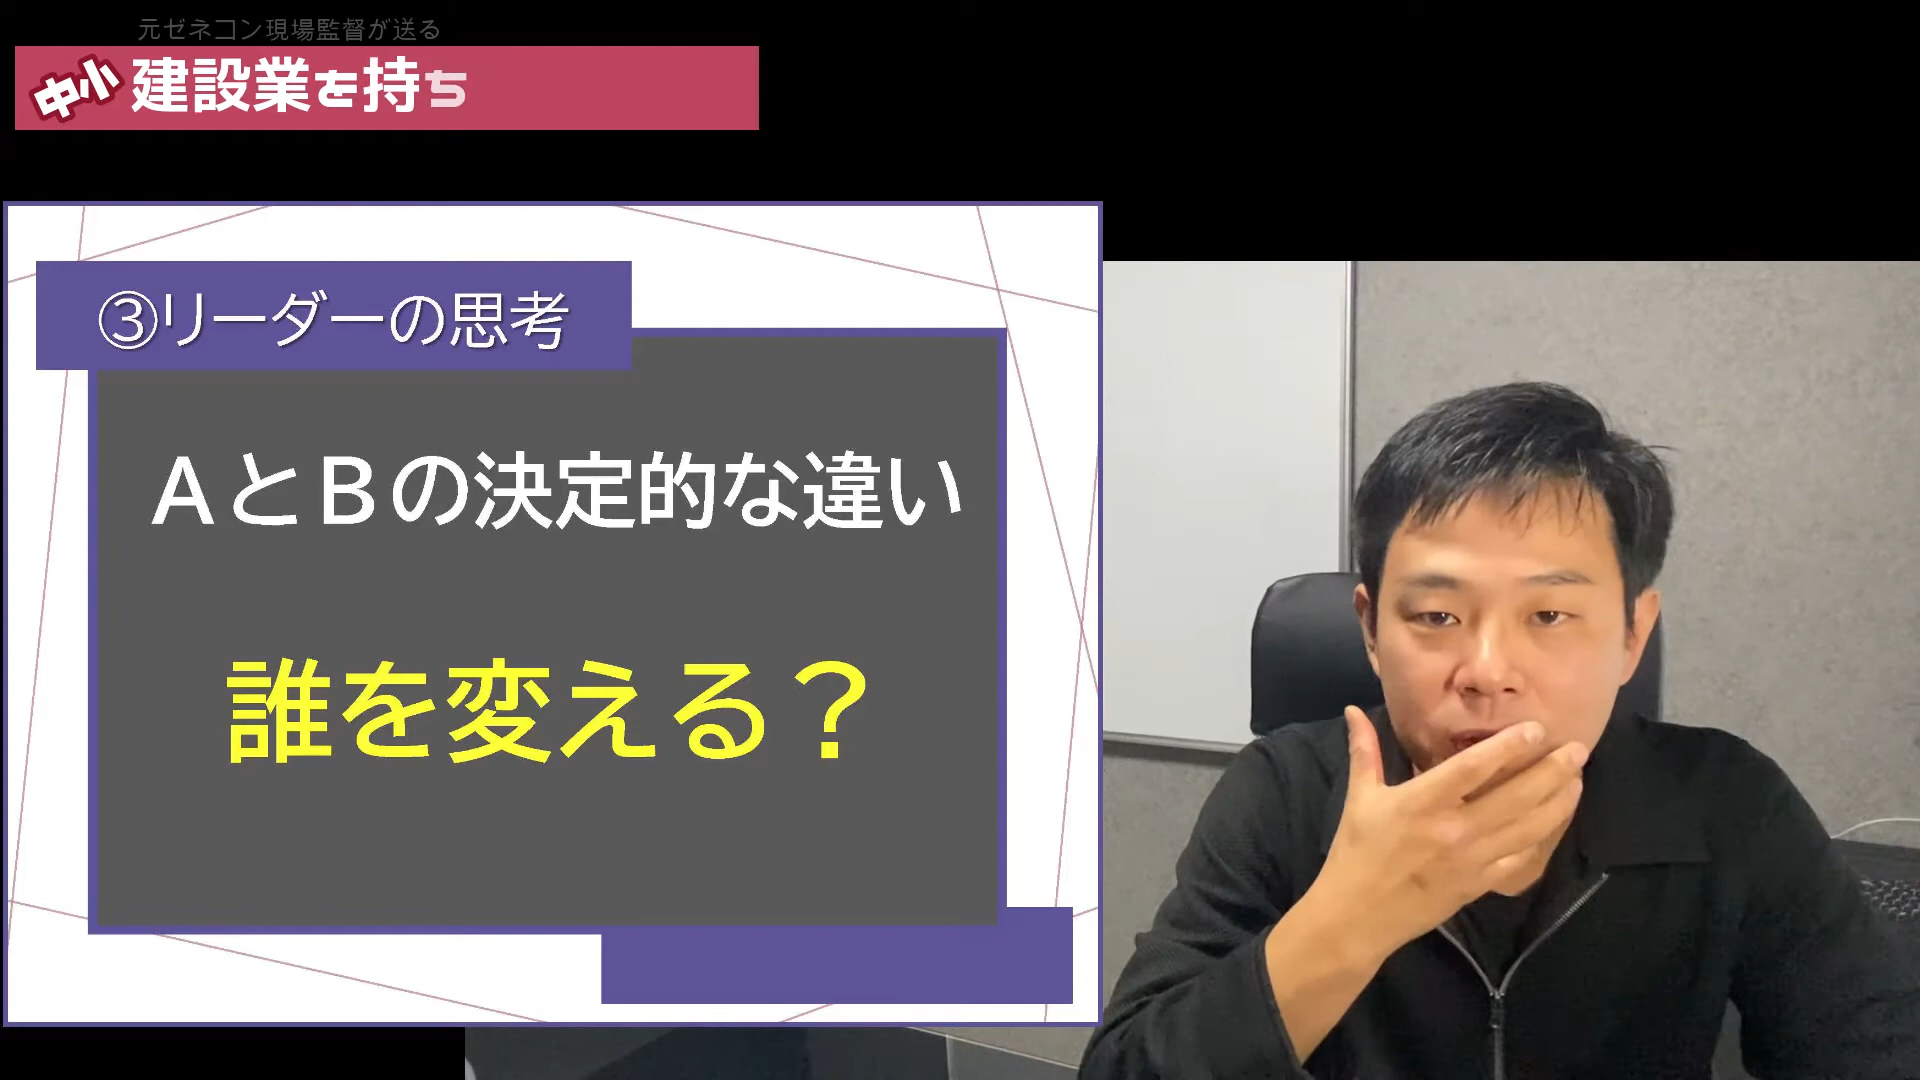 元ゼネコン現場監督が送る
中小建設業を持ち
③リーダーの思考
AとBの決定的な違い
誰を変える？